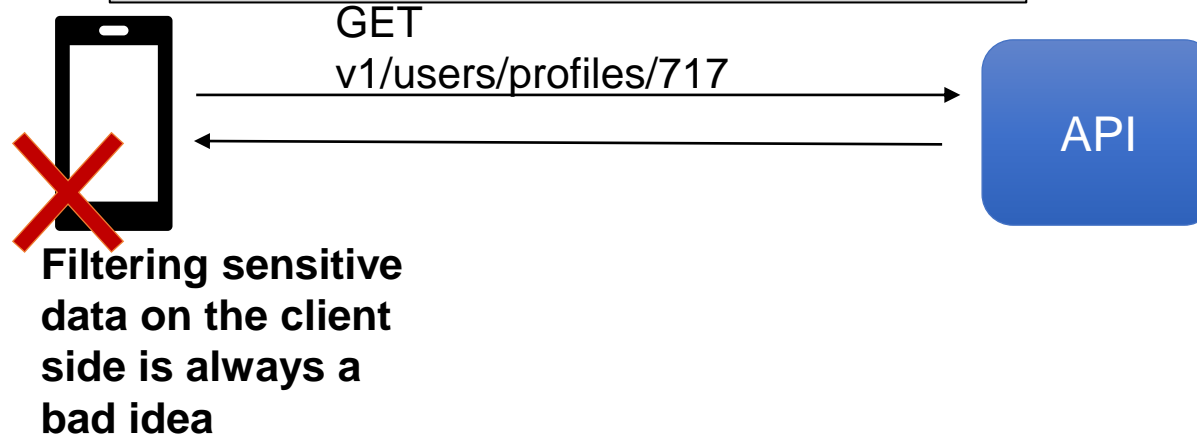 GET
v1/users/profiles/717
API
Filtering sensitive
data on the client
side is always a
bad idea